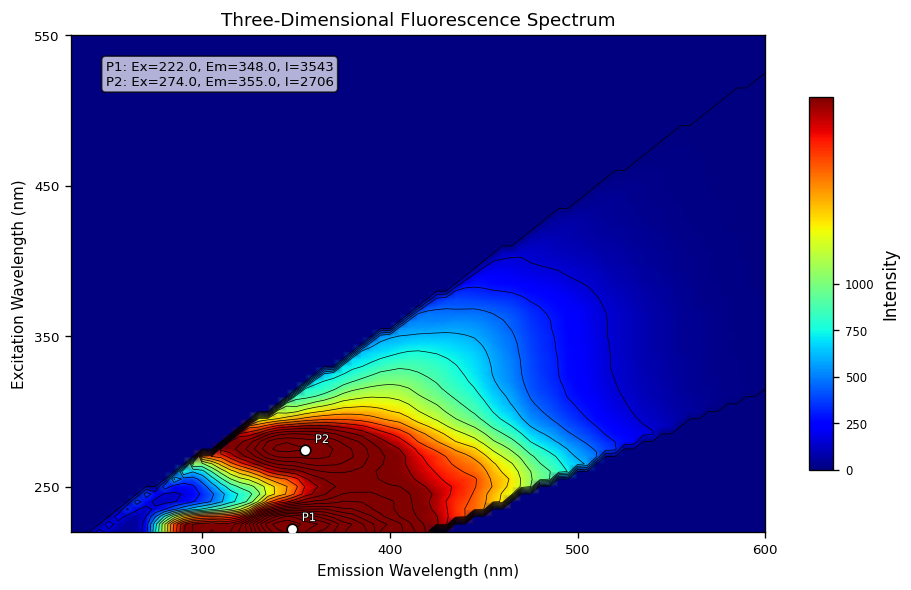 Three-Dimensional Fluorescence Spectrum
P1: Ex=222.0, Em=348.0, I=3543
P2: Ex=274.0, Em=355.0, I=2706
550
450
350
250
Excitation Wavelength (nm)
P2
P1
300
400
500
600
Emission Wavelength (nm)
1000
750
500
250
0
Intensity